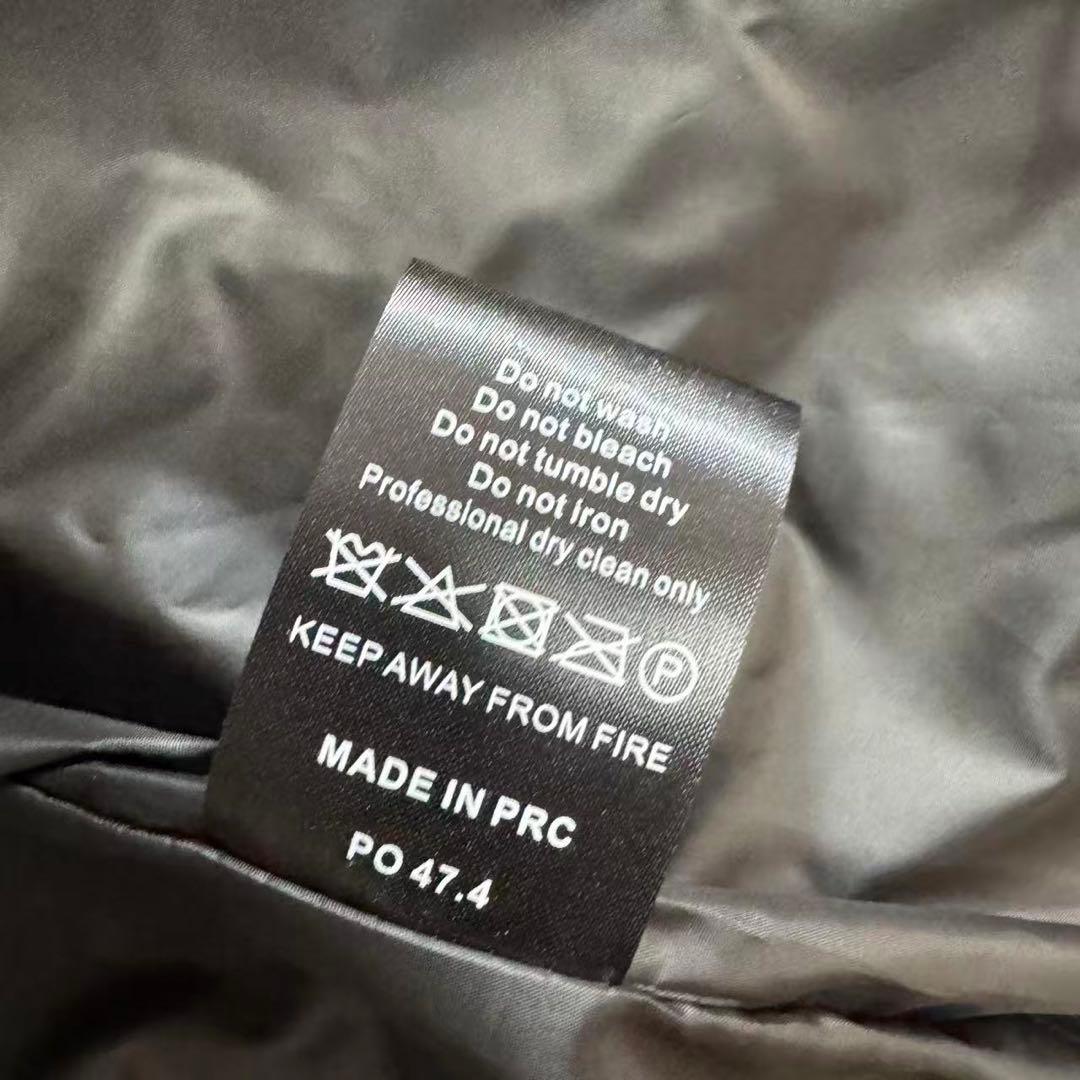 Do not wash
Do not bleach
Do not tumble dry
Do not iron
Professional dry clean only
P
KEEP AWAY FROM FIRE
MADE IN PRC
PO 47.4